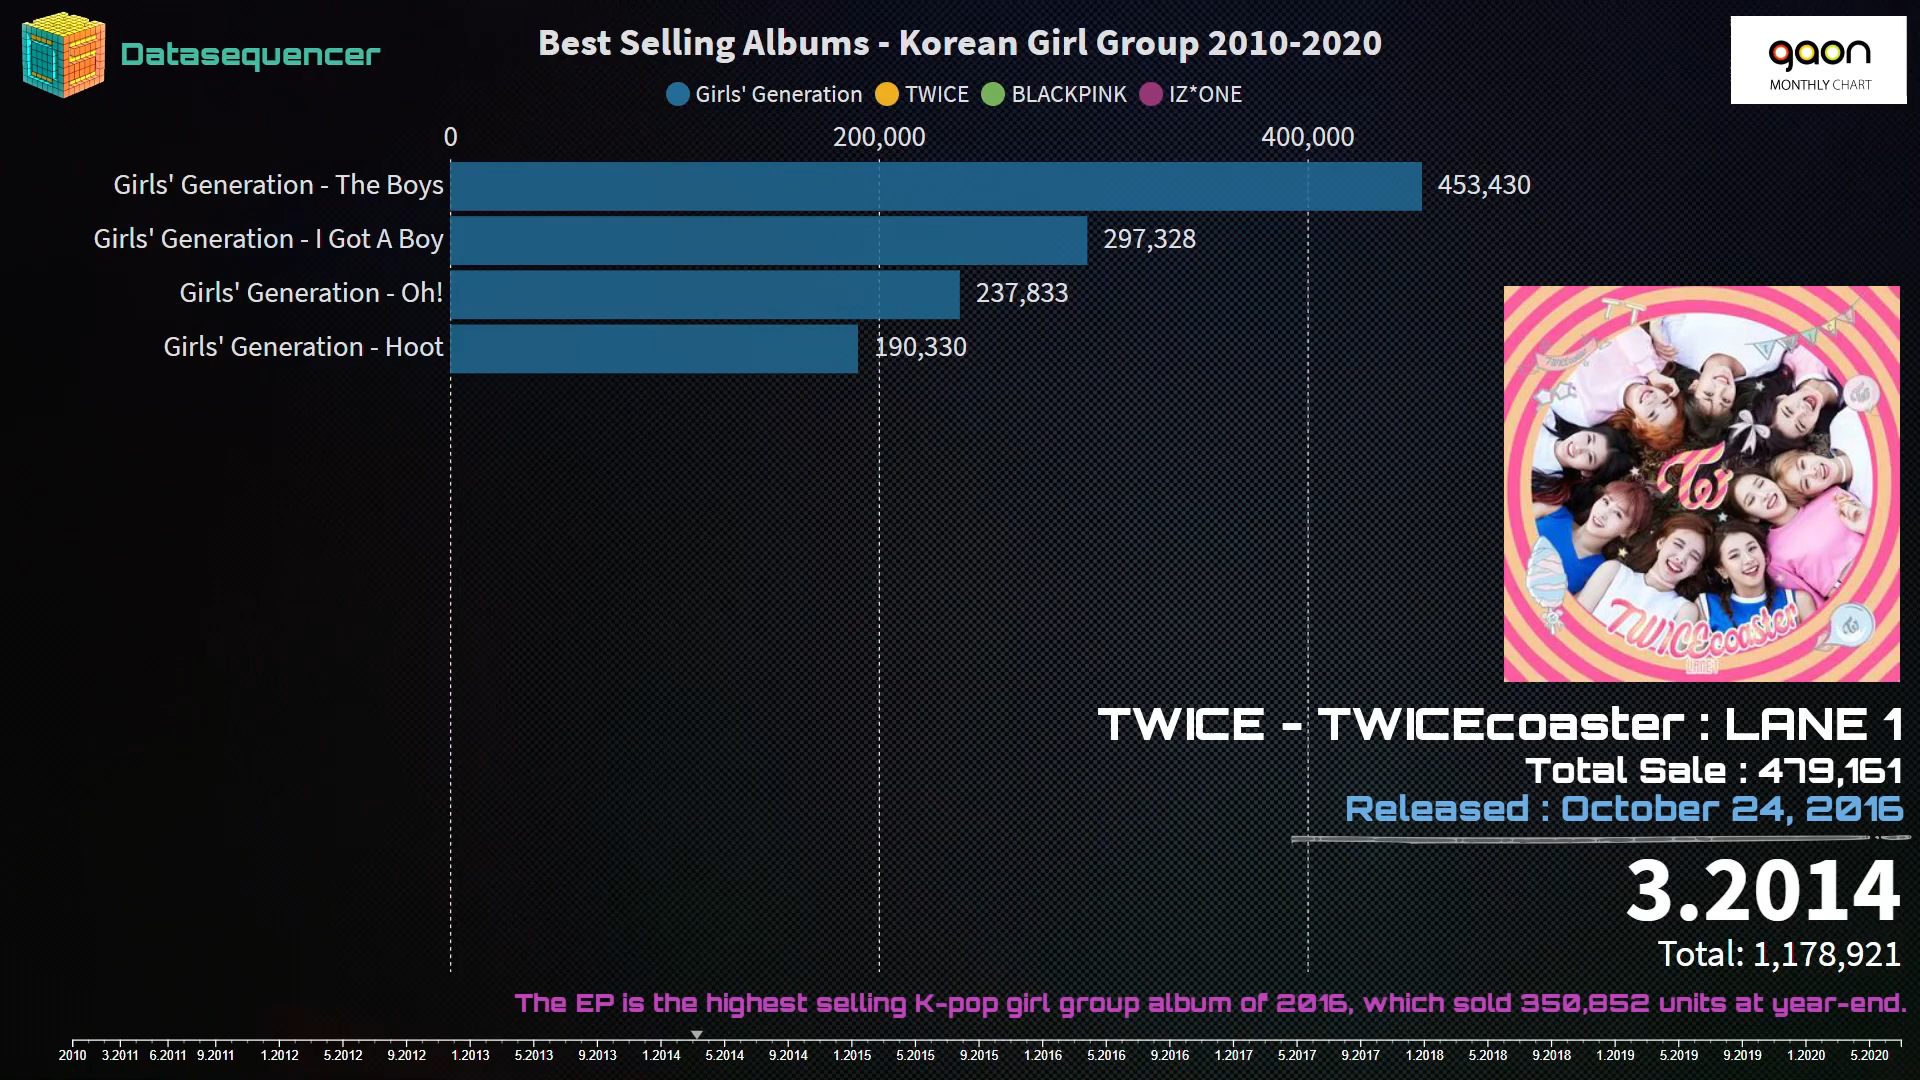 Datasequencer
Best Selling Albums - Korean Girl Group 2010-2020
gaon
MONTHLY CHART
Girls' Generation TWICE BLACKPINK IZ*ONE
0 200,000 400,000
Girls' Generation - The Boys 453,430
Girls' Generation - I Got A Boy 297,328
Girls' Generation - Oh! 237,833
Girls' Generation - Hoot 190,330
TT
TWICEcoaster
LANE1
TWICE - TWICEcoaster : LANE 1
Total Sale : 479,161
Released : October 24, 2016
3.2014
Total: 1,178,921
The EP is the highest selling K-pop girl group album of 2016, which sold 350,852 units at year-end.
2010 3.2011 6.2011 9.2011 1.2012 5.2012 9.2012 1.2013 5.2013 9.2013 1.2014 5.2014 9.2014 1.2015 5.2015 9.2015 1.2016 5.2016 9.2016 1.2017 5.2017 9.2017 1.2018 5.2018 9.2018 1.2019 5.2019 9.2019 1.2020 5.2020